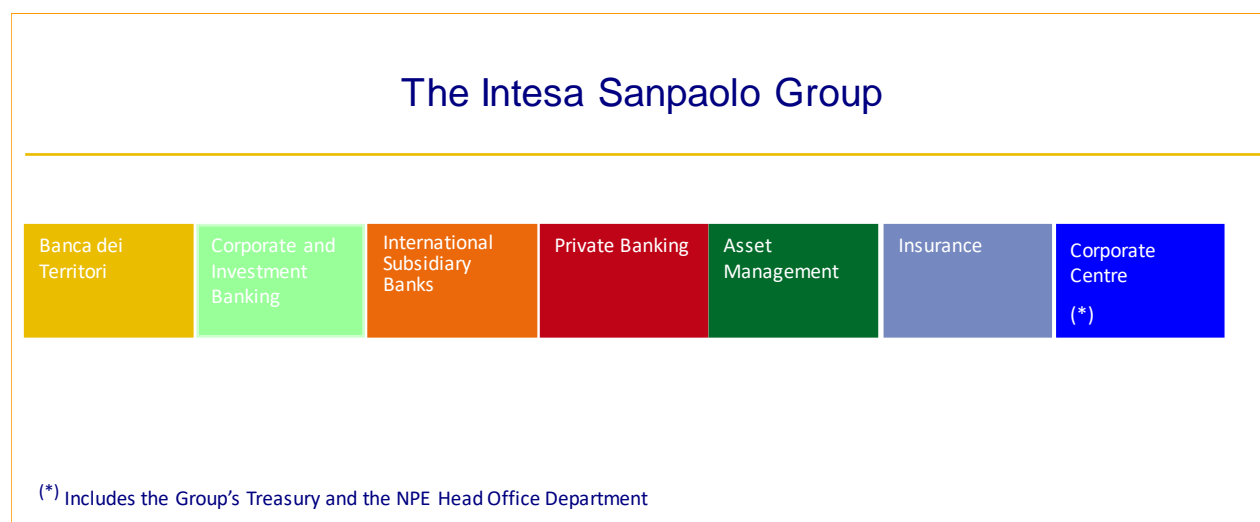 The Intesa Sanpaolo Group
Banca dei
Territori
Corporate and
Investment
Banking
International
Subsidiary
Banks
Private Banking
Asset
Management
Insurance
Corporate
Centre
(*)
(*) Includes the Group's Treasury and the NPE Head Office Department